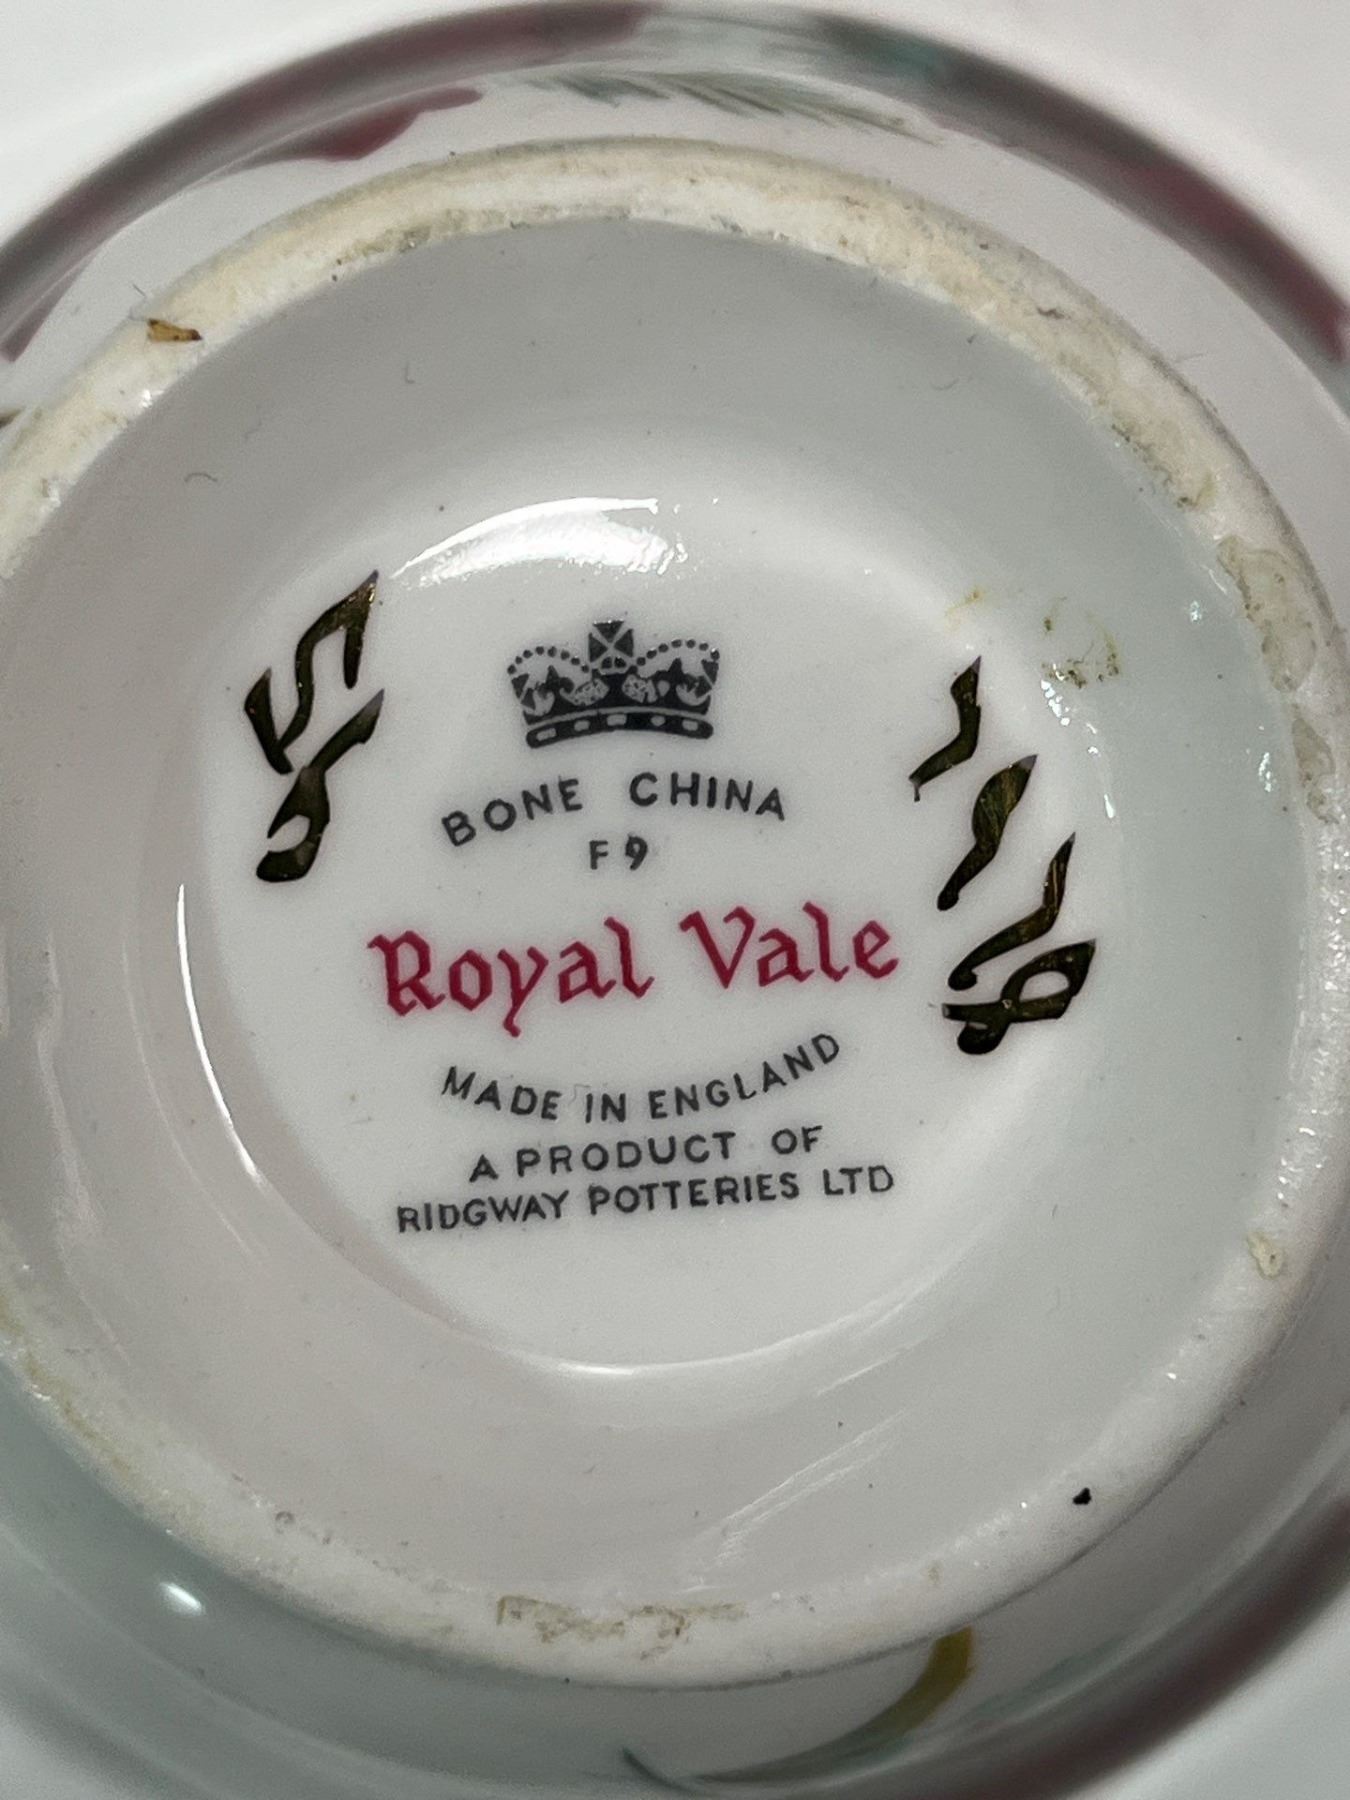 BONE CHINA
F9
Royal Vale
MADE IN ENGLAND
A PRODUCT OF
RIDGWAY POTTERIES LTD